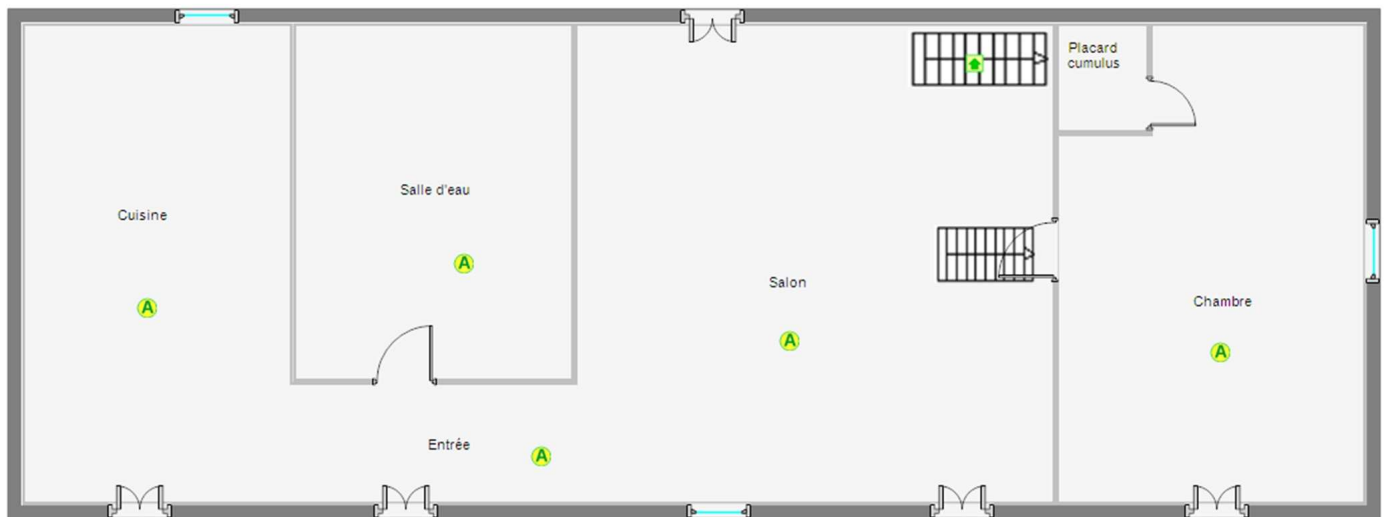 Placard
cumulus
Salle d'eau
Cuisine
A
Salon
Chambre
A
A
A
Entrée
A